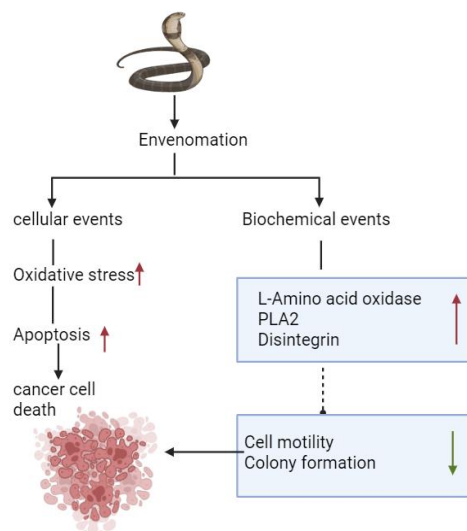 Envenomation
cellular events
Biochemical events
Oxidative stress
Apoptosis
cancer cell
death
L-Amino acid oxidase
PLA2
Disintegrin
Cell motility
Colony formation